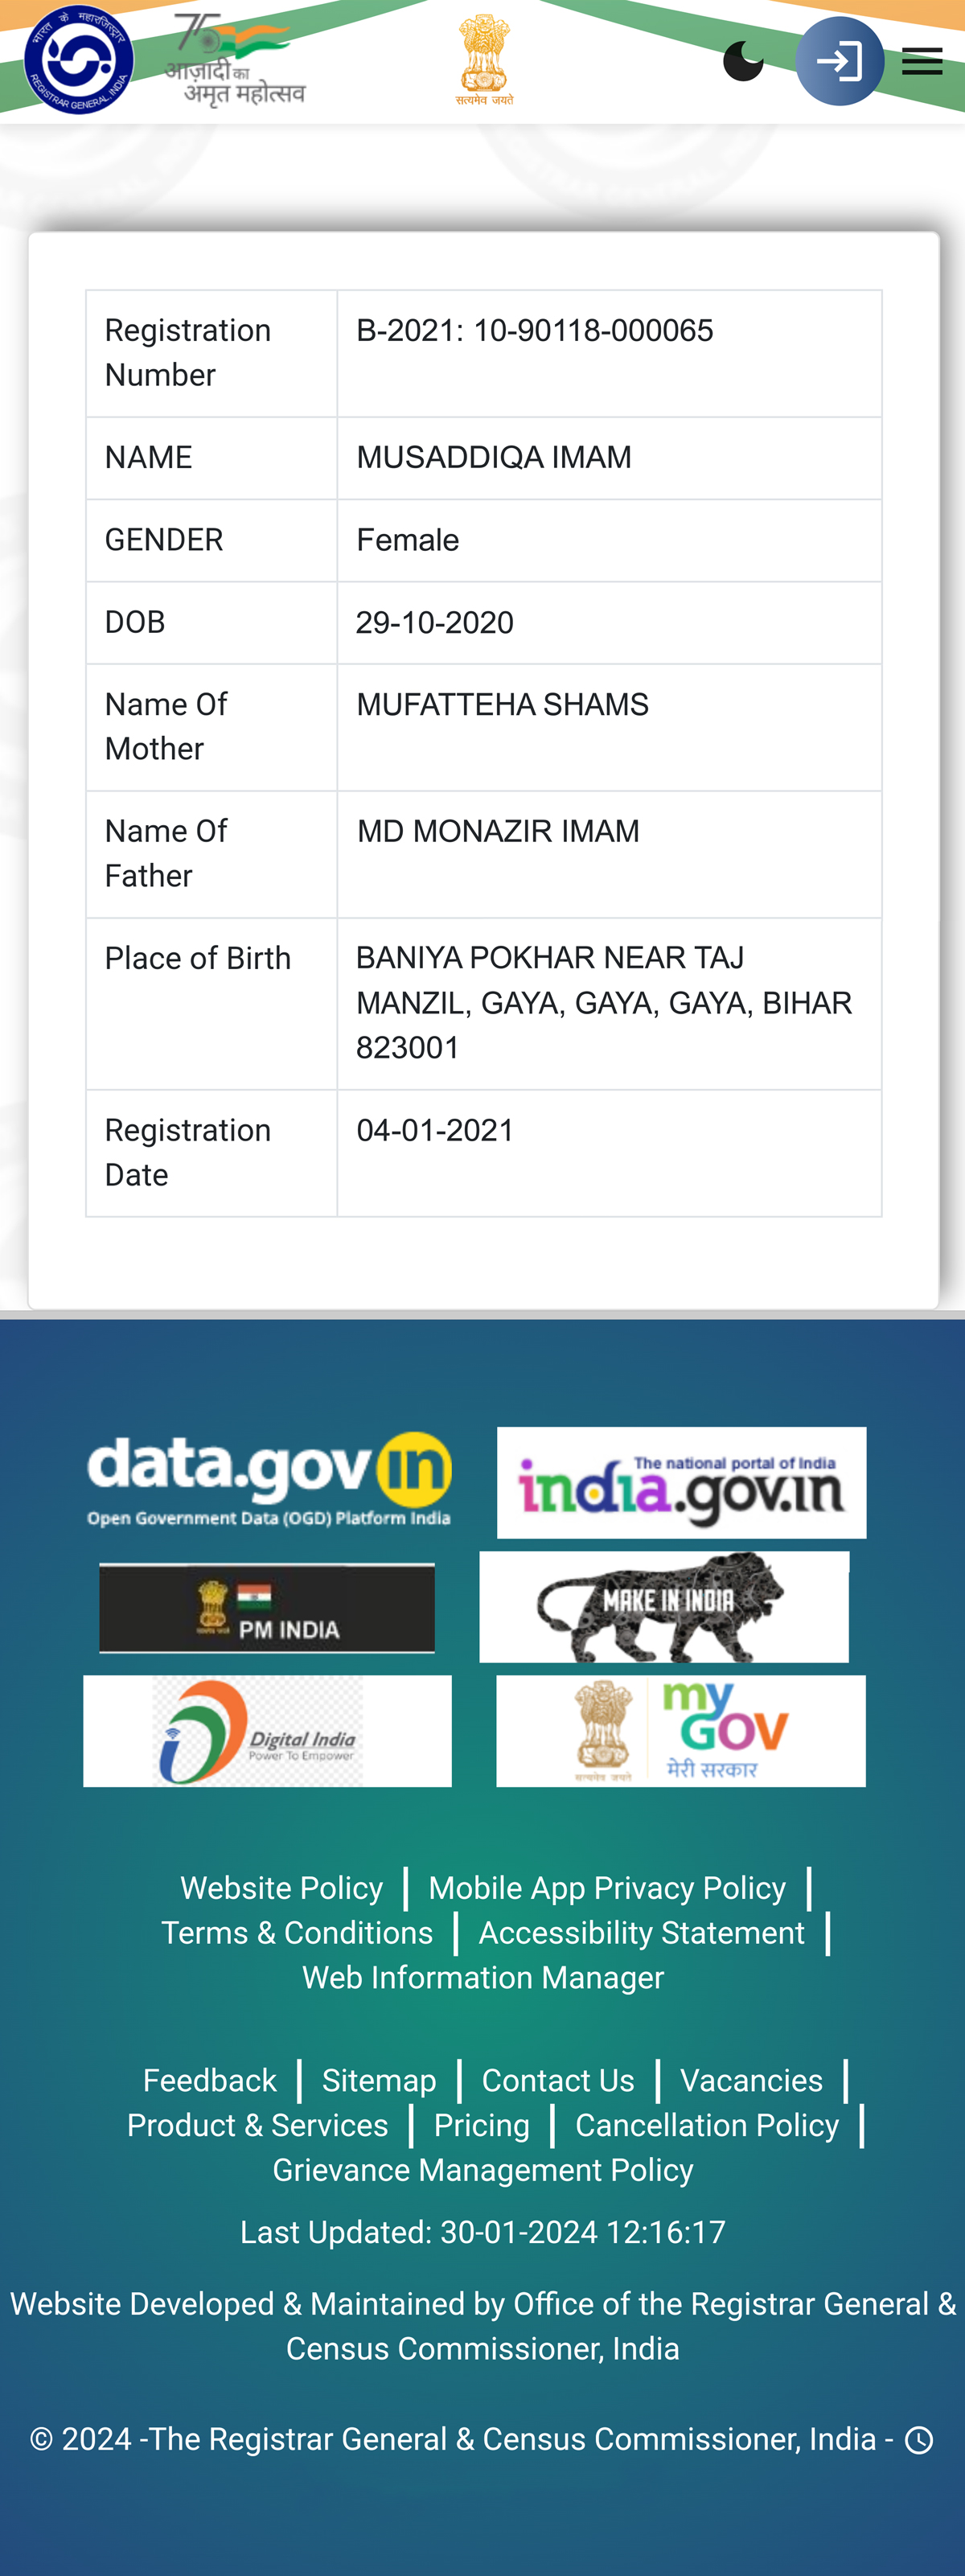 भारत के महारजिस्ट्रार
REGISTRAR GENERAL, INDIA
75
आज़ादी का
अमृत महोत्सव
सत्यमेव जयते
Registration Number
B-2021: 10-90118-000065
NAME
MUSADDIQA IMAM
GENDER
Female
DOB
29-10-2020
Name Of
Mother
MUFATTEHA SHAMS
Name Of
Father
MD MONAZIR IMAM
Place of Birth
BANIYA POKHAR NEAR TAJ
MANZIL, GAYA, GAYA, GAYA, BIHAR
823001
Registration
Date
04-01-2021
data.gov in
Open Government Data (OGD) Platform India
The national portal of India
india.gov.in
PM INDIA
MAKE IN INDIA
Digital India
Power To Empower
my
GOV
मेरी सरकार
सत्यमेव जयते
Website Policy | Mobile App Privacy Policy |
Terms & Conditions | Accessibility Statement |
Web Information Manager
Feedback | Sitemap | Contact Us | Vacancies |
Product & Services | Pricing | Cancellation Policy |
Grievance Management Policy
Last Updated: 30-01-2024 12:16:17
Website Developed & Maintained by Office of the Registrar General &
Census Commissioner, India
© 2024 -The Registrar General & Census Commissioner, India -